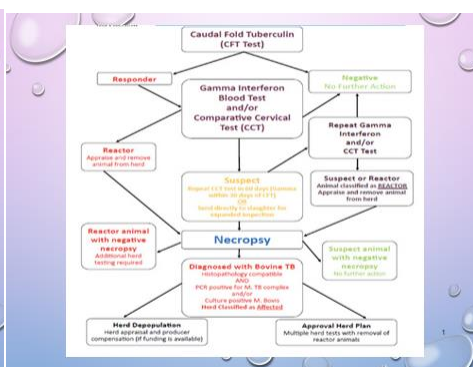 Caudal Fold Tuberculin
(CFT Test)
Responder
Negative
No Further Action
Gamma Interferon
Blood Test
and/or
Comparative Cervical
Test (CCT)
Repeat Gamma
Interferon
and/or
CCT Test
Reactor
Appraise and remove
animal from herd
Suspect
Repeat CCT test in 60 days (Gamma
within 30 days of CFT)
OR
Send directly to slaughter for
expanded inspection
Suspect or Reactor
Animal classified as REACTOR
Appraise and remove animal
from herd
Necropsy
Reactor animal
with negative
necropsy
Additional herd
testing required
Suspect animal
with negative
necropsy
No further action
Diagnosed with Bovine TB
Histopathology compatible
AND
PCR positive for M. TB complex
and/or
Culture positive M. Bovis
Herd Classified as Affected
Herd Depopulation
Herd appraisal and producer
compensation (if funding is available)
Approval Herd Plan
Multiple herd tests with removal of
reactor animals
1